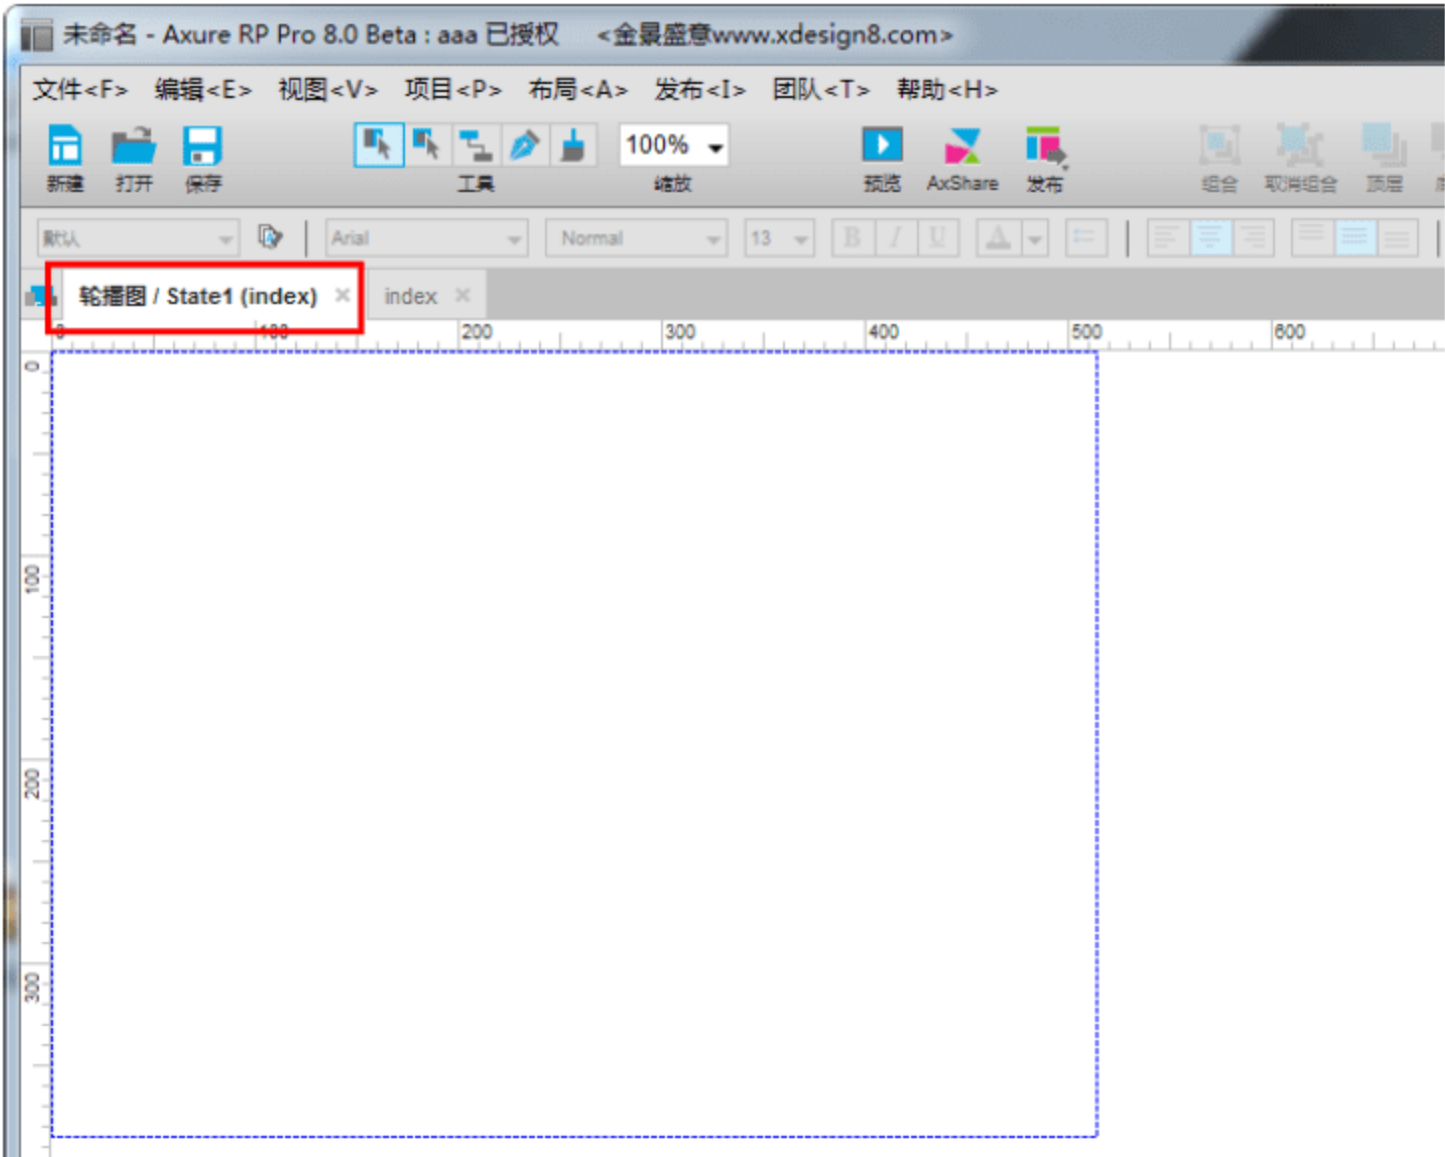 未命名 - Axure RP Pro 8.0 Beta : aaa 已授权 <金景盛意www.xdesign8.com>
文件<F> 编辑<E> 视图<V> 项目<P> 布局<A> 发布<I> 团队<T> 帮助<H>
100%
新建 打开 保存 工具 缩放 预览 AxShare 发布 组合 取消组合 顶层
默认 Arial Normal 13 B I U A
轮播图 / State1 (index) index
0 100 200 300 400 500 600
0
100
200
300